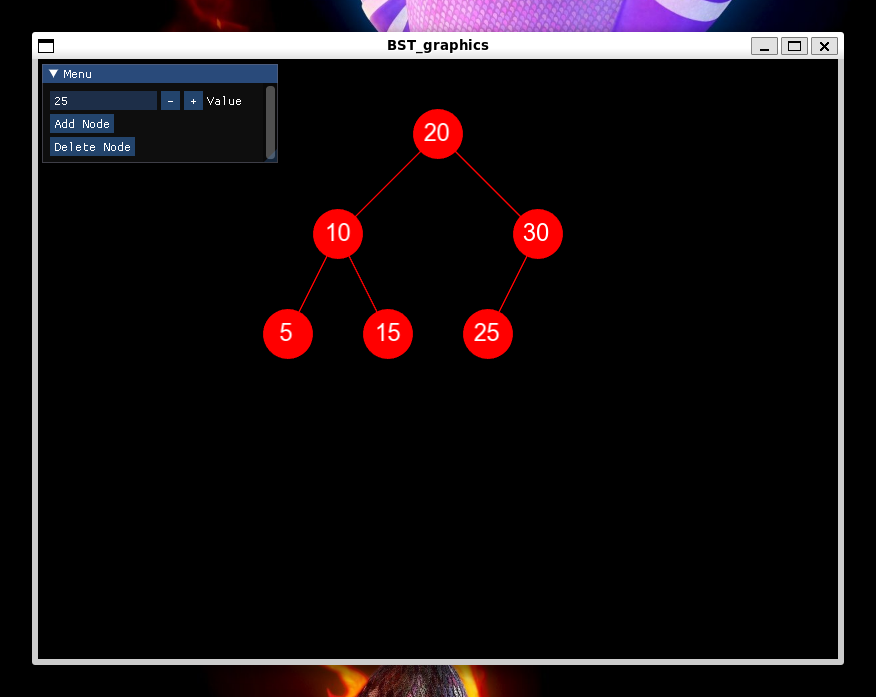 BST_graphics
Menu
25 - + Value
Add Node
Delete Node
20
10 30
5 15 25